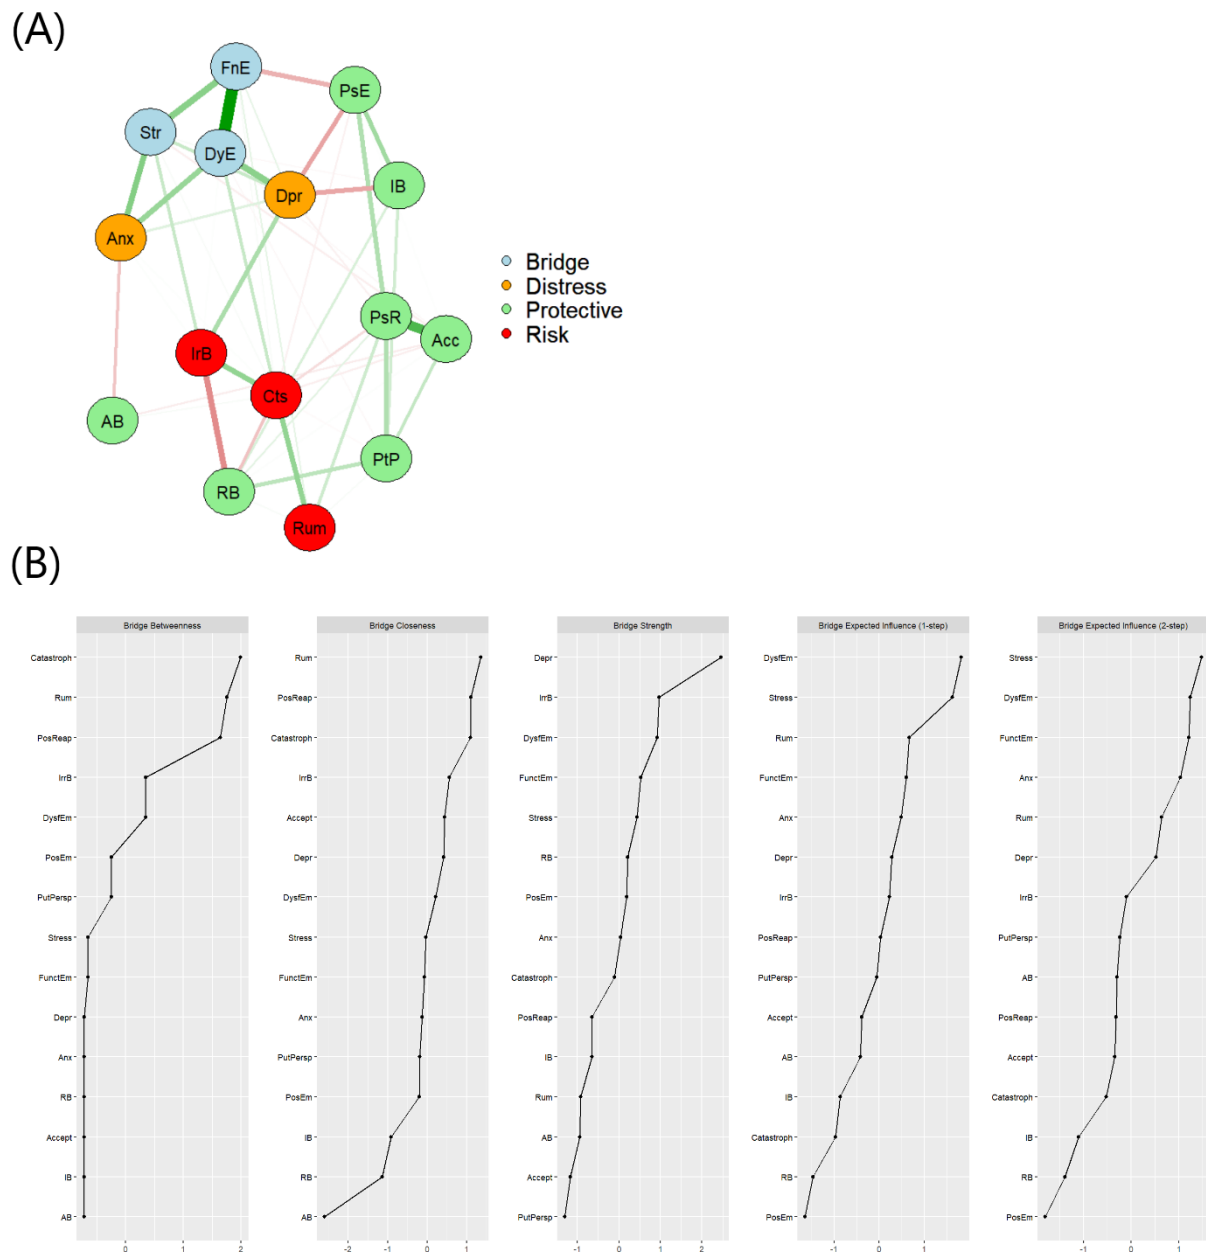 (A)
FnE
PsE
Str
DyE
IB
Dpr
Anx
Bridge
Distress
Protective
Risk
PsR
Acc
IrB
Cts
AB
PtP
RB
Rum
(B)
Bridge Betweenness
Catastroph
Rum
PosReap
IrrB
DysfEm
PosEm
PutPersp
Stress
FunctEm
Depr
Anx
RB
Accept
IB
AB
0 1 2
Bridge Closeness
Rum
PosReap
Catastroph
IrrB
Accept
Depr
DysfEm
Stress
FunctEm
Anx
PutPersp
PosEm
IB
RB
AB
-2 -1 0 1
Bridge Strength
Depr
IrrB
DysfEm
FunctEm
Stress
RB
PosEm
Anx
Catastroph
PosReap
IB
Rum
AB
Accept
PutPersp
-1 0 1 2
Bridge Expected Influence (1-step)
DysfEm
Stress
Rum
FunctEm
Anx
Depr
IrrB
PosReap
PutPersp
Accept
AB
IB
Catastroph
RB
PosEm
-1 0 1
Bridge Expected Influence (2-step)
Stress
DysfEm
FunctEm
Anx
Rum
Depr
IrrB
PutPersp
AB
PosReap
Accept
Catastroph
IB
RB
PosEm
-1 0 1